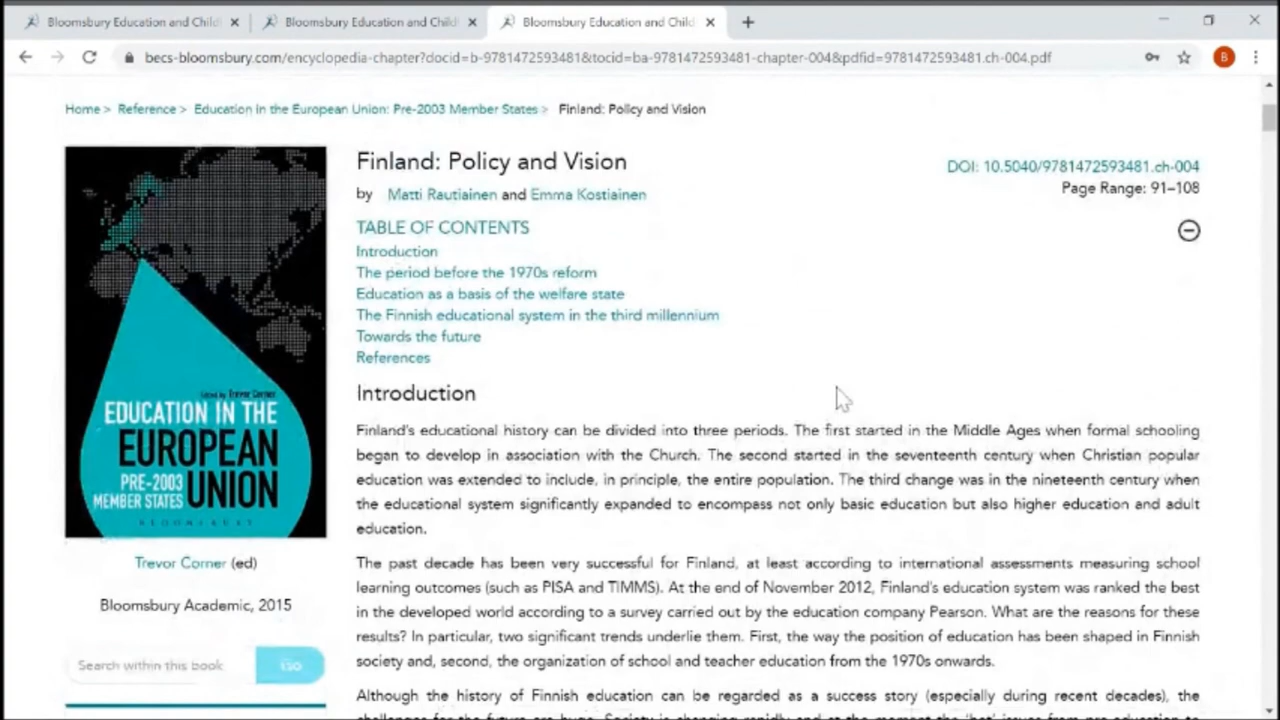 Bloomsbury Education and Child
Bloomsbury Education and Child
Bloomsbury Education and Child
becs-bloomsbury.com/encyclopedia-chapter?docid=b-9781472593481&tocid=ba-9781472593481-chapter-004&pdfid=9781472593481.ch-004.pdf
B
Home > Reference > Education in the European Union: Pre-2003 Member States > Finland: Policy and Vision
Finland: Policy and Vision
DOI: 10.5040/9781472593481.ch-004
by Matti Rautiainen and Emma Kostiainen
Page Range: 91–108
TABLE OF CONTENTS
Introduction
The period before the 1970s reform
Education as a basis of the welfare state
The Finnish educational system in the third millennium
Towards the future
References
Edited by Trevor Corner
EDUCATION IN THE
EUROPEAN
PRE-2003
MEMBER STATES
UNION
BLOOMSBURY
Trevor Corner (ed)
Bloomsbury Academic, 2015
Search within this book
GO
Introduction
Finland's educational history can be divided into three periods. The first started in the Middle Ages when formal schooling
began to develop in association with the Church. The second started in the seventeenth century when Christian popular
education was extended to include, in principle, the entire population. The third change was in the nineteenth century when
the educational system significantly expanded to encompass not only basic education but also higher education and adult
education.
The past decade has been very successful for Finland, at least according to international assessments measuring school
learning outcomes (such as PISA and TIMMS). At the end of November 2012, Finland's education system was ranked the best
in the developed world according to a survey carried out by the education company Pearson. What are the reasons for these
results? In particular, two significant trends underlie them. First, the way the position of education has been shaped in Finnish
society and, second, the organization of school and teacher education from the 1970s onwards.
Although the history of Finnish education can be regarded as a success story (especially during recent decades), the